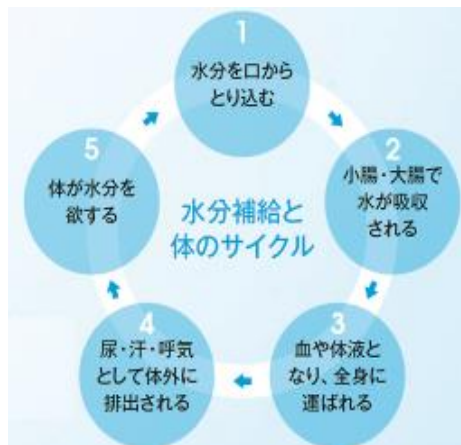 1
水分を口から
とり込む
2
小腸・大腸で
水が吸収
される
3
血や体液と
なり、全身に
運ばれる
4
尿・汗・呼気
として体外に
排出される
5
体が水分を
欲する
水分補給と
体のサイクル